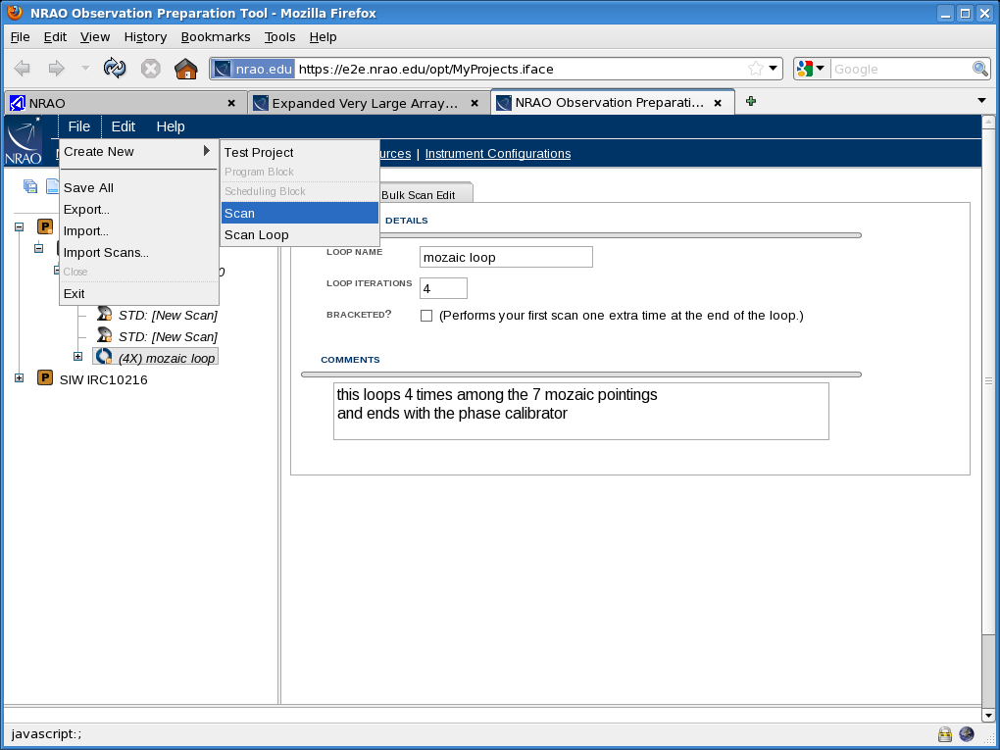 NRAO Observation Preparation Tool - Mozilla Firefox
File Edit View History Bookmarks Tools Help
nrao.edu https://e2e.nrao.edu/opt/MyProjects.iface Google
NRAO Expanded Very Large Array... NRAO Observation Preparati...
NRAO
File Edit Help
urces | Instrument Configurations
Create New
Save All
Export...
Import...
Import Scans...
Close
Exit
Test Project
Program Block
Scheduling Block
Scan
Scan Loop
0
STD: [New Scan]
STD: [New Scan]
(4X) mozaic loop
P SIW IRC10216
Bulk Scan Edit
DETAILS
LOOP NAME mozaic loop
LOOP ITERATIONS 4
BRACKETED? (Performs your first scan one extra time at the end of the loop.)
COMMENTS
this loops 4 times among the 7 mozaic pointings
and ends with the phase calibrator
javascript:;